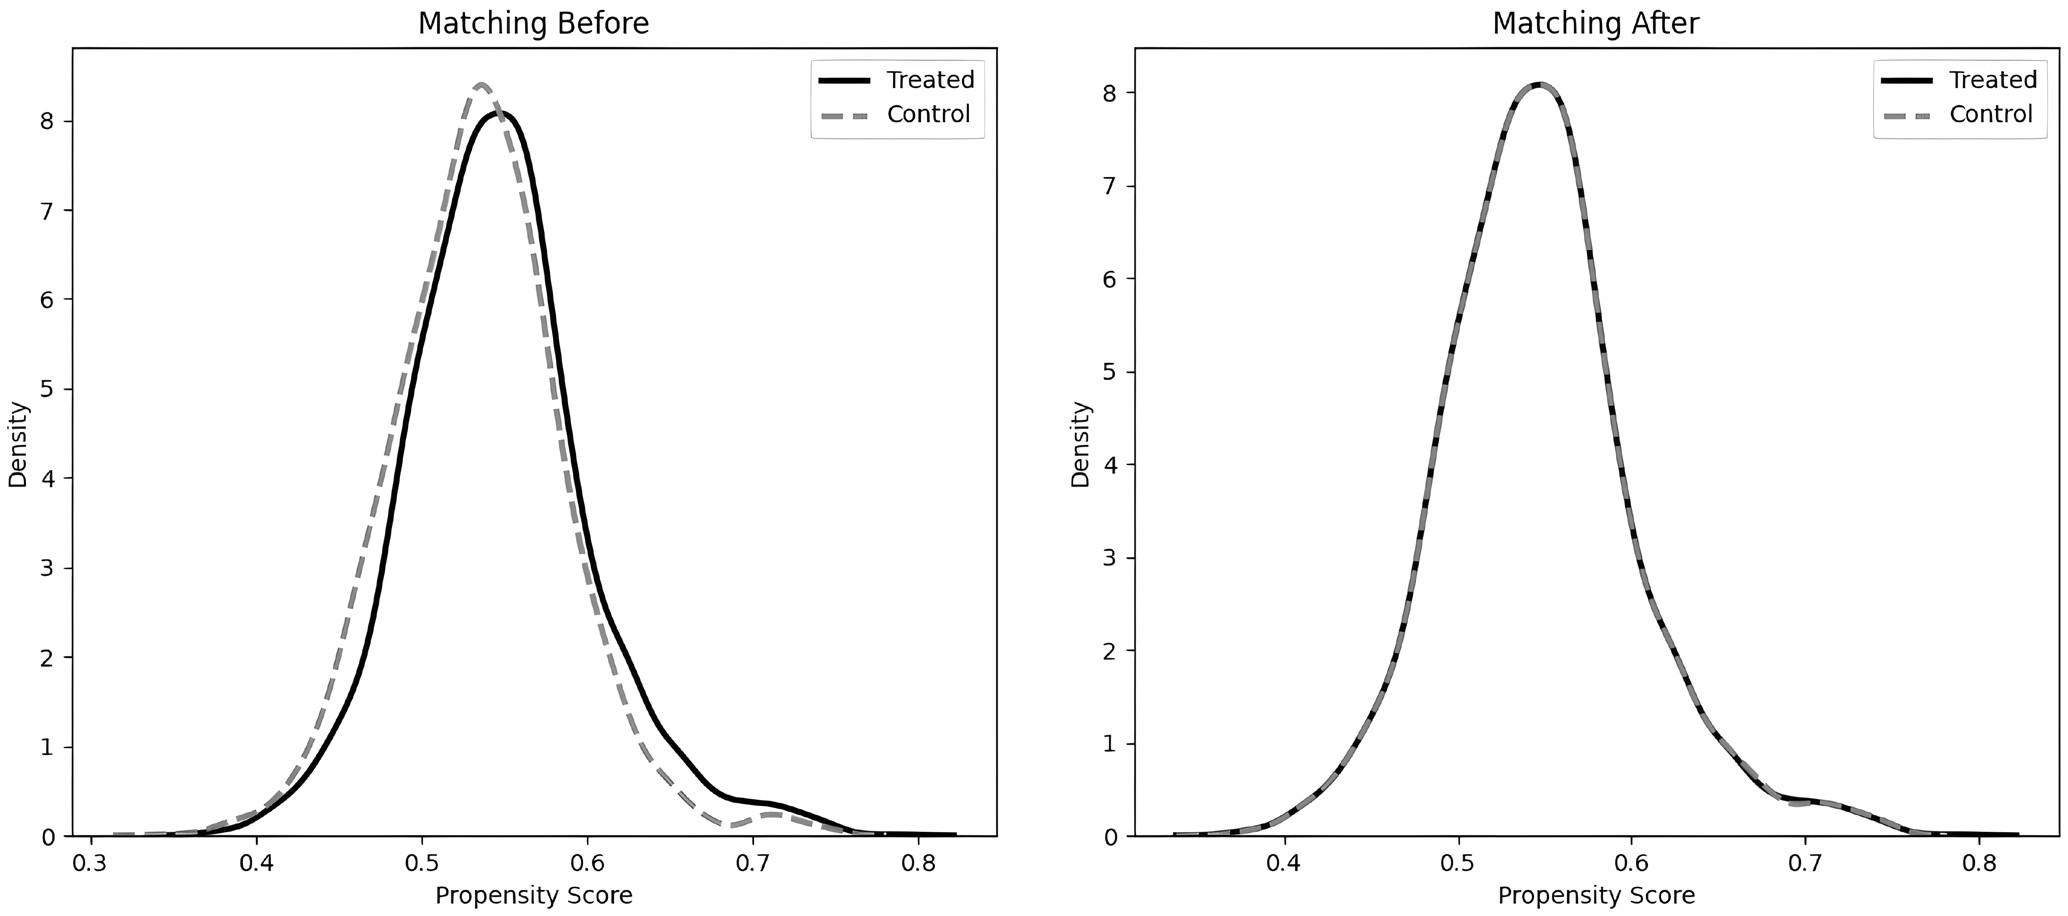 Matching Before
Treated
Control
8
7
6
5
4
3
2
1
0
Density
0.3 0.4 0.5 0.6 0.7 0.8
Propensity Score
Matching After
Treated
Control
8
7
6
5
4
3
2
1
0
Density
0.4 0.5 0.6 0.7 0.8
Propensity Score